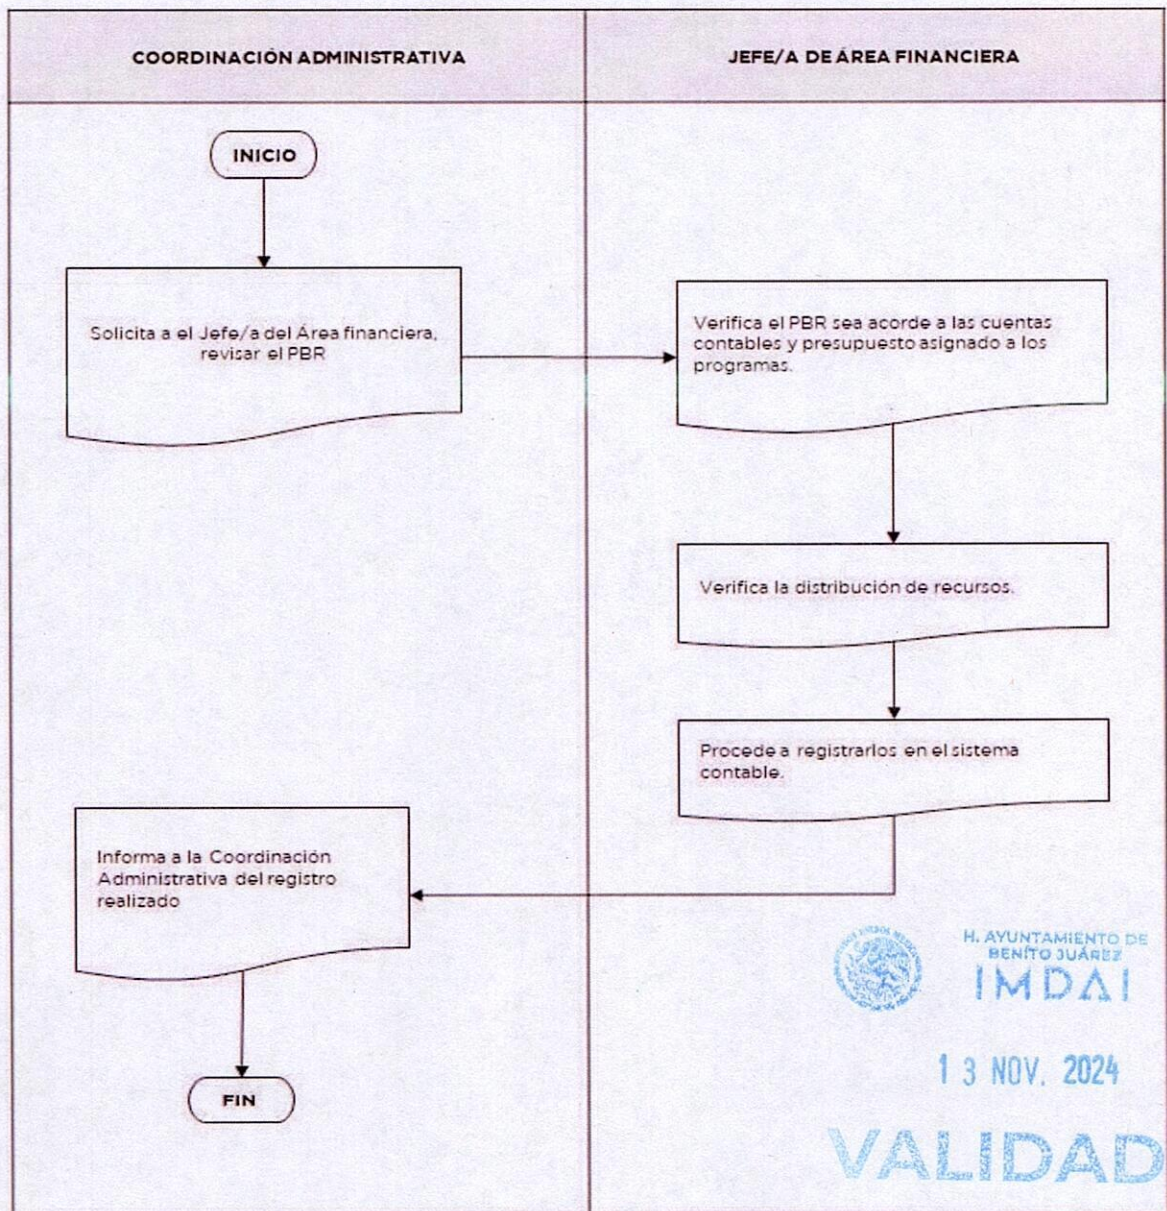 COORDINACIÓN ADMINISTRATIVA
JEFE/A DE ÁREA FINANCIERA
INICIO
Solicita a el Jefe/a del Área financiera,
revisar el PBR
Verifica el PBR sea acorde a las cuentas
contables y presupuesto asignado a los
programas.
Verifica la distribución de recursos.
Procede a registrarlos en el sistema
contable.
Informa a la Coordinación
Administrativa del registro
realizado
FIN
H. AYUNTAMIENTO DE
BENITO JUÁREZ
IMDAI
13 NOV. 2024
VALIDAD